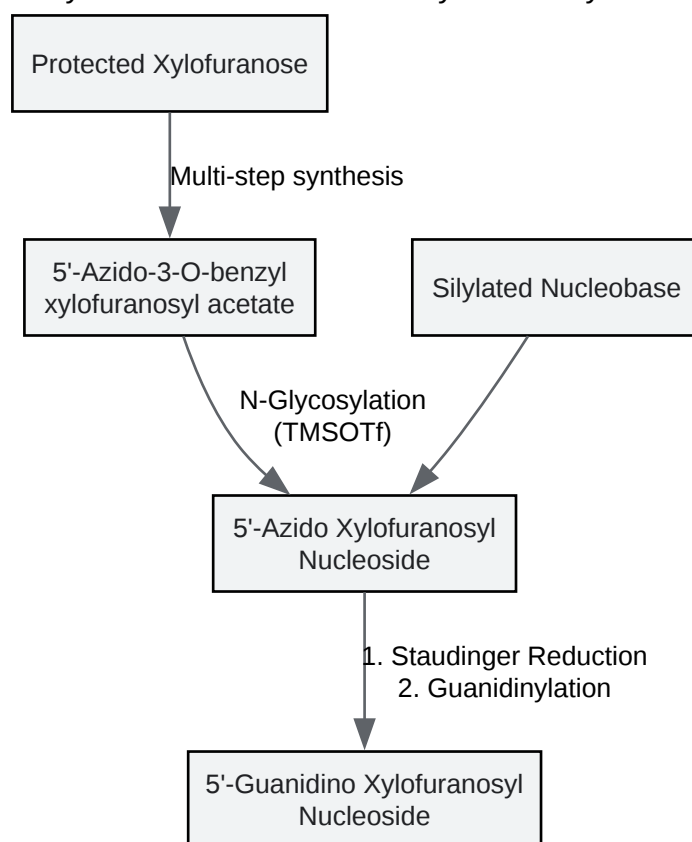 Protected Xylofuranose
Multi-step synthesis
5'-Azido-3-O-benzyl
xylofuranosyl acetate
Silylated Nucleobase
N-Glycosylation
(TMSOTf)
5'-Azido Xylofuranosyl
Nucleoside
1. Staudinger Reduction
2. Guanidinylation
5'-Guanidino Xylofuranosyl
Nucleoside